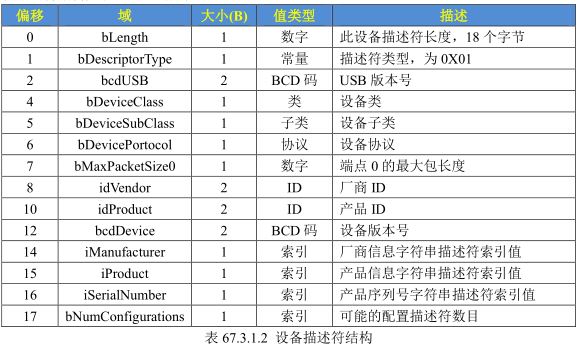 偏移 域 大小(B) 值类型 描述
0 bLength 1 数字 此设备描述符长度，18 个字节
1 bDescriptorType 1 常量 描述符类型，为 0X01
2 bcdUSB 2 BCD 码 USB 版本号
4 bDeviceClass 1 类 设备类
5 bDeviceSubClass 1 子类 设备子类
6 bDevicePortocol 1 协议 设备协议
7 bMaxPacketSize0 1 数字 端点 0 的最大包长度
8 idVendor 2 ID 厂商 ID
10 idProduct 2 ID 产品 ID
12 bcdDevice 2 BCD 码 设备版本号
14 iManufacturer 1 索引 厂商信息字符串描述符索引值
15 iProduct 1 索引 产品信息字符串描述符索引值
16 iSerialNumber 1 索引 产品序列号字符串描述符索引值
17 bNumConfigurations 1 索引 可能的配置描述符数目
表 67.3.1.2 设备描述符结构